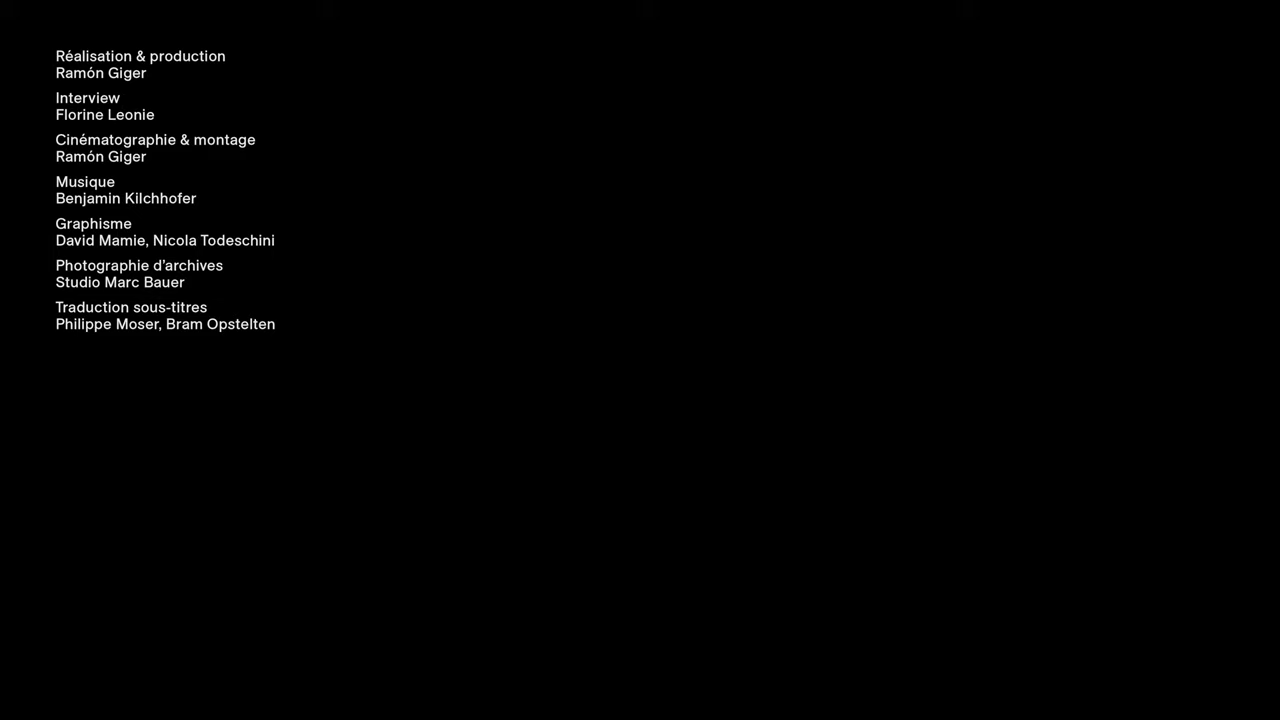 Réalisation & production
Ramón Giger
Interview
Florine Leonie
Cinématographie & montage
Ramón Giger
Musique
Benjamin Kilchhofer
Graphisme
David Mamie, Nicola Todeschini
Photographie d’archives
Studio Marc Bauer
Traduction sous-titres
Philippe Moser, Bram Opstelten